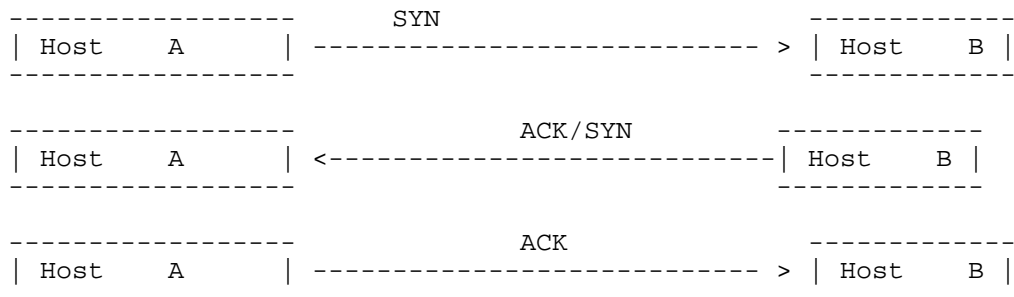 SYN
| Host A | --------------------------- > | Host B |
ACK/SYN
| Host A | <---------------------------| Host B |
ACK
| Host A | --------------------------- > | Host B |